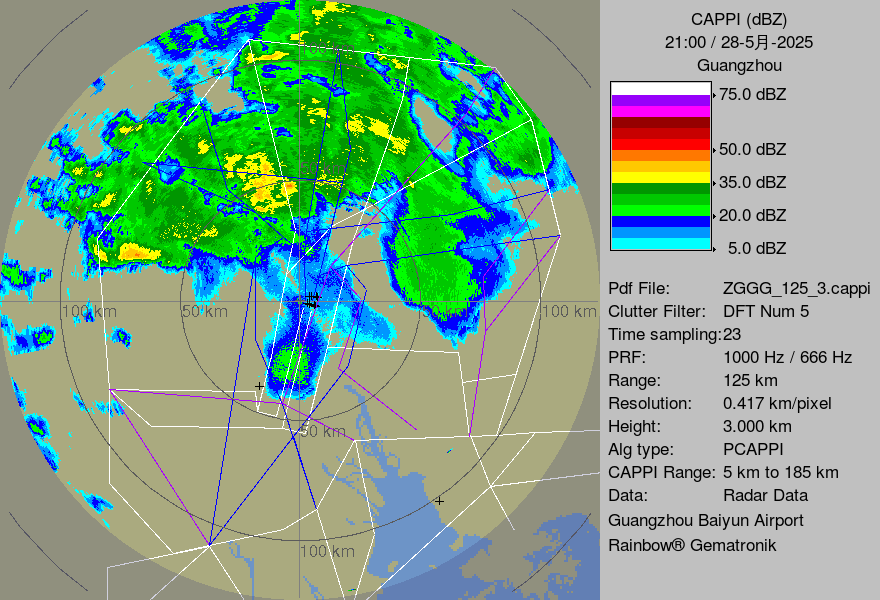 CAPPI (dBZ)
21:00 / 28-5月-2025
Guangzhou
75.0 dBZ
50.0 dBZ
35.0 dBZ
20.0 dBZ
5.0 dBZ
Pdf File: ZGGG_125_3.cappi
Clutter Filter: DFT Num 5
Time sampling:23
PRF: 1000 Hz / 666 Hz
Range: 125 km
Resolution: 0.417 km/pixel
Height: 3.000 km
Alg type: PCAPPI
CAPPI Range: 5 km to 185 km
Data: Radar Data
Guangzhou Baiyun Airport
Rainbow® Gematronik
100 km
50 km
100 km
50 km
100 km